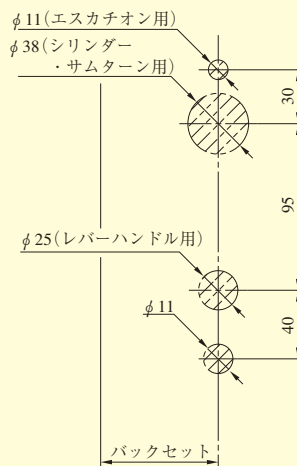 φ11(エスカチオン用)
φ38(シリンダー
・サムターン用)
30
95
φ25(レバーハンドル用)
φ11
40
バックセット